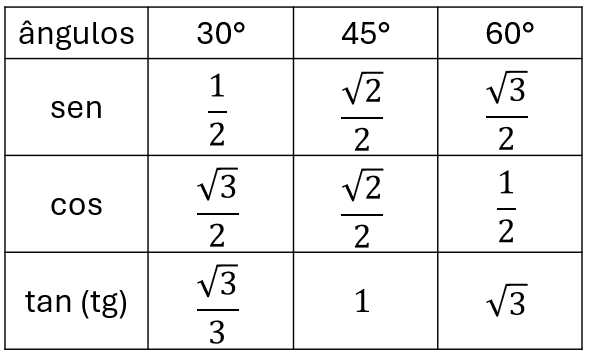 ângulos 30° 45° 60°
sen 1/2 √2/2 √3/2
cos √3/2 √2/2 1/2
tan (tg) √3/3 1 √3